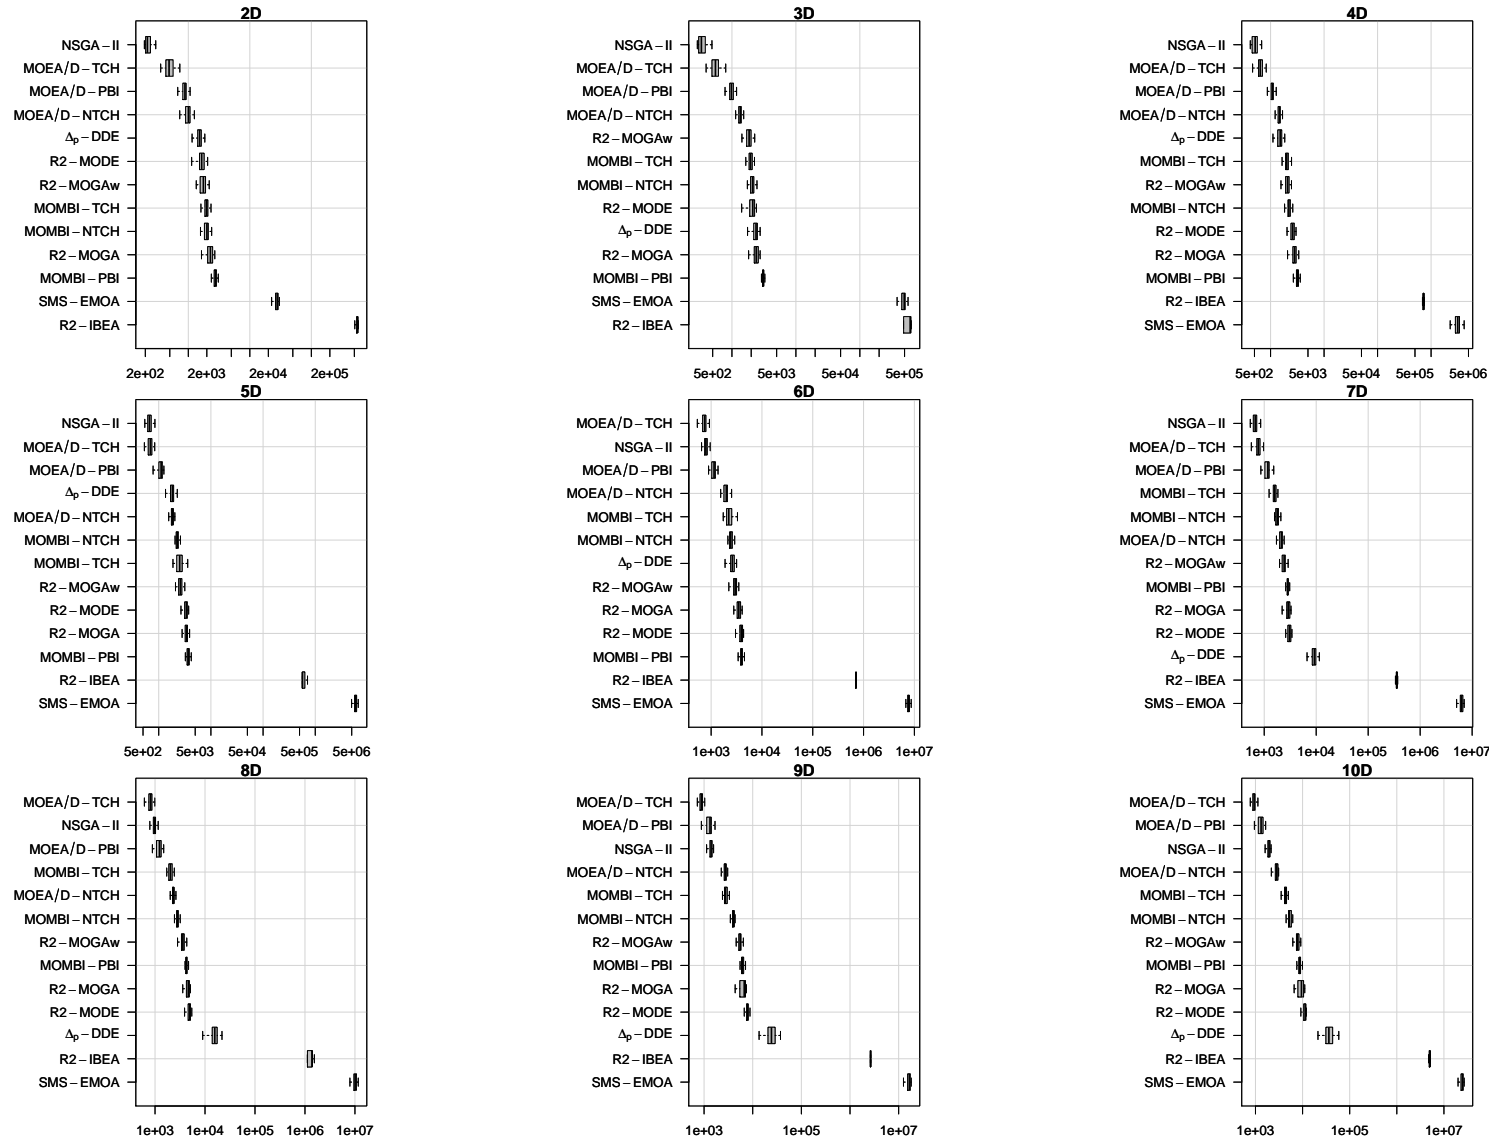 2D
NSGA-II
MOEA/D-TCH
MOEA/D-PBI
MOEA/D-NTCH
Δp-DDE
R2-MODE
R2-MOGAw
MOMBI-TCH
MOMBI-NTCH
R2-MOGA
MOMBI-PBI
SMS-EMOA
R2-IBEA
2e+02 2e+03 2e+04 2e+05
3D
NSGA-II
MOEA/D-TCH
MOEA/D-PBI
MOEA/D-NTCH
R2-MOGAw
MOMBI-TCH
MOMBI-NTCH
R2-MODE
Δp-DDE
R2-MOGA
MOMBI-PBI
SMS-EMOA
R2-IBEA
5e+02 5e+03 5e+04 5e+05
4D
NSGA-II
MOEA/D-TCH
MOEA/D-PBI
MOEA/D-NTCH
Δp-DDE
MOMBI-TCH
R2-MOGAw
MOMBI-NTCH
R2-MODE
R2-MOGA
MOMBI-PBI
R2-IBEA
SMS-EMOA
5e+02 5e+03 5e+04 5e+05 5e+06
5D
NSGA-II
MOEA/D-TCH
MOEA/D-PBI
Δp-DDE
MOEA/D-NTCH
MOMBI-NTCH
MOMBI-TCH
R2-MOGAw
R2-MODE
R2-MOGA
MOMBI-PBI
R2-IBEA
SMS-EMOA
5e+02 5e+03 5e+04 5e+05 5e+06
6D
MOEA/D-TCH
NSGA-II
MOEA/D-PBI
MOEA/D-NTCH
MOMBI-TCH
MOMBI-NTCH
Δp-DDE
R2-MOGAw
R2-MOGA
R2-MODE
MOMBI-PBI
R2-IBEA
SMS-EMOA
1e+03 1e+04 1e+05 1e+06 1e+07
7D
NSGA-II
MOEA/D-TCH
MOEA/D-PBI
MOMBI-TCH
MOMBI-NTCH
MOEA/D-NTCH
R2-MOGAw
MOMBI-PBI
R2-MOGA
R2-MODE
Δp-DDE
R2-IBEA
SMS-EMOA
1e+03 1e+04 1e+05 1e+06 1e+07
8D
MOEA/D-TCH
NSGA-II
MOEA/D-PBI
MOMBI-TCH
MOEA/D-NTCH
MOMBI-NTCH
R2-MOGAw
MOMBI-PBI
R2-MOGA
R2-MODE
Δp-DDE
R2-IBEA
SMS-EMOA
1e+03 1e+04 1e+05 1e+06 1e+07
9D
MOEA/D-TCH
MOEA/D-PBI
NSGA-II
MOEA/D-NTCH
MOMBI-TCH
MOMBI-NTCH
R2-MOGAw
MOMBI-PBI
R2-MOGA
R2-MODE
Δp-DDE
R2-IBEA
SMS-EMOA
1e+03 1e+05 1e+07
10D
MOEA/D-TCH
MOEA/D-PBI
NSGA-II
MOEA/D-NTCH
MOMBI-TCH
MOMBI-NTCH
R2-MOGAw
MOMBI-PBI
R2-MOGA
R2-MODE
Δp-DDE
R2-IBEA
SMS-EMOA
1e+03 1e+05 1e+07